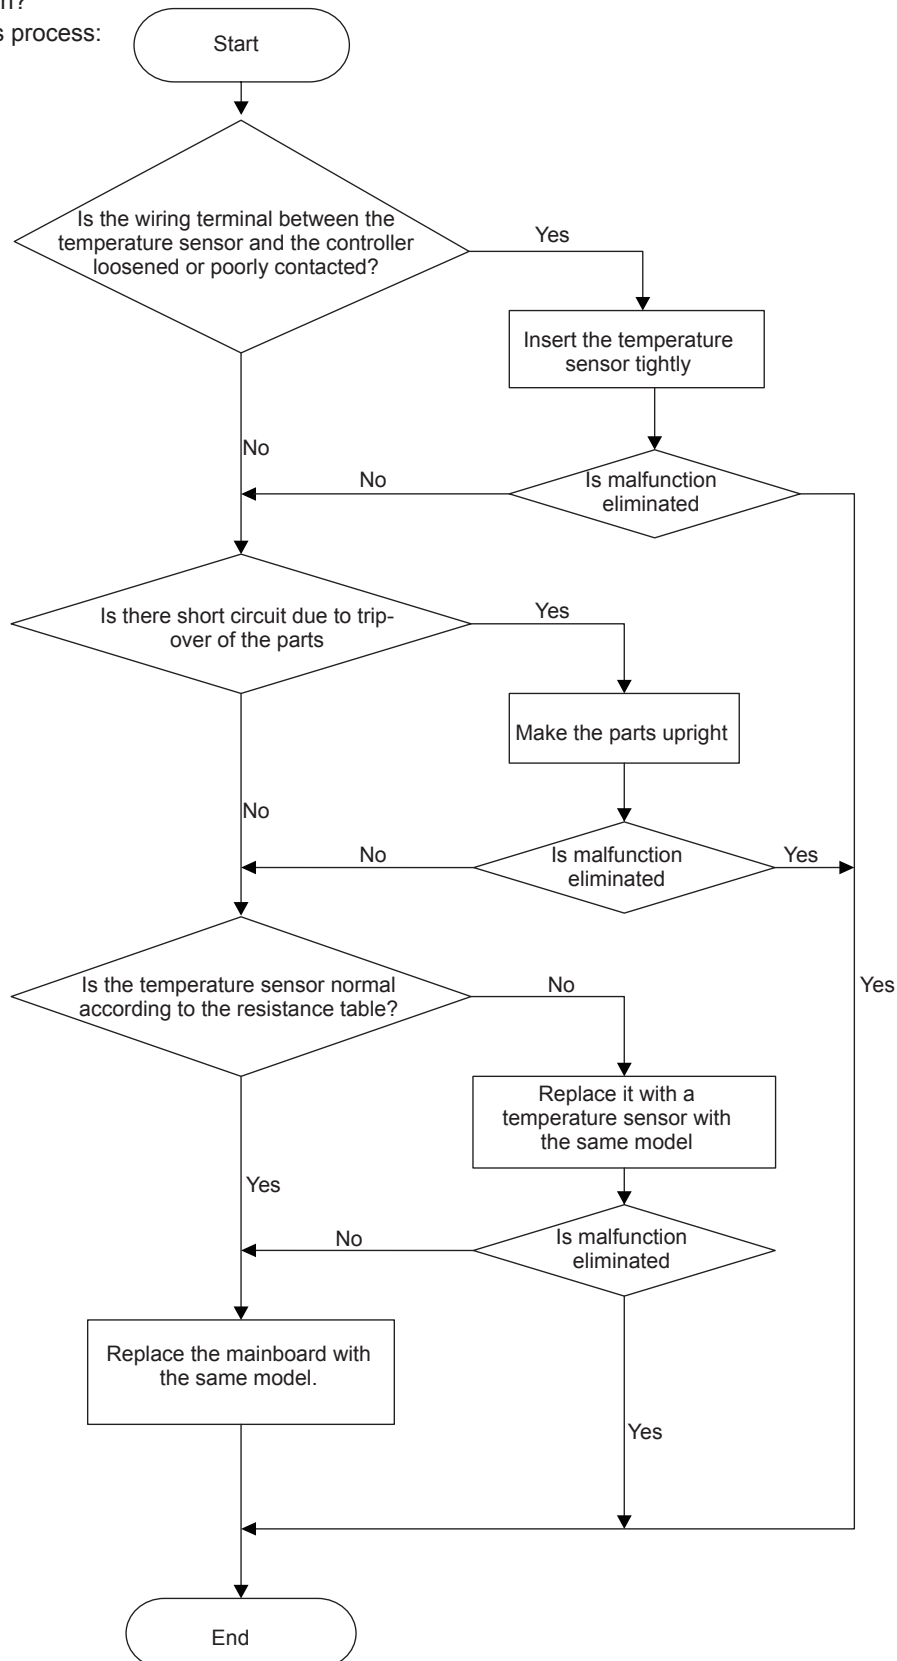 s process:
Start
Is the wiring terminal between the
temperature sensor and the controller
loosened or poorly contacted?
Yes
Insert the temperature
sensor tightly
No
No
Is malfunction
eliminated
Is there short circuit due to trip-
over of the parts
Yes
Make the parts upright
No
No
Is malfunction
eliminated
Yes
Is the temperature sensor normal
according to the resistance table?
No
Yes
Replace it with a
temperature sensor with
the same model
Yes
No
Is malfunction
eliminated
Replace the mainboard with
the same model.
Yes
End